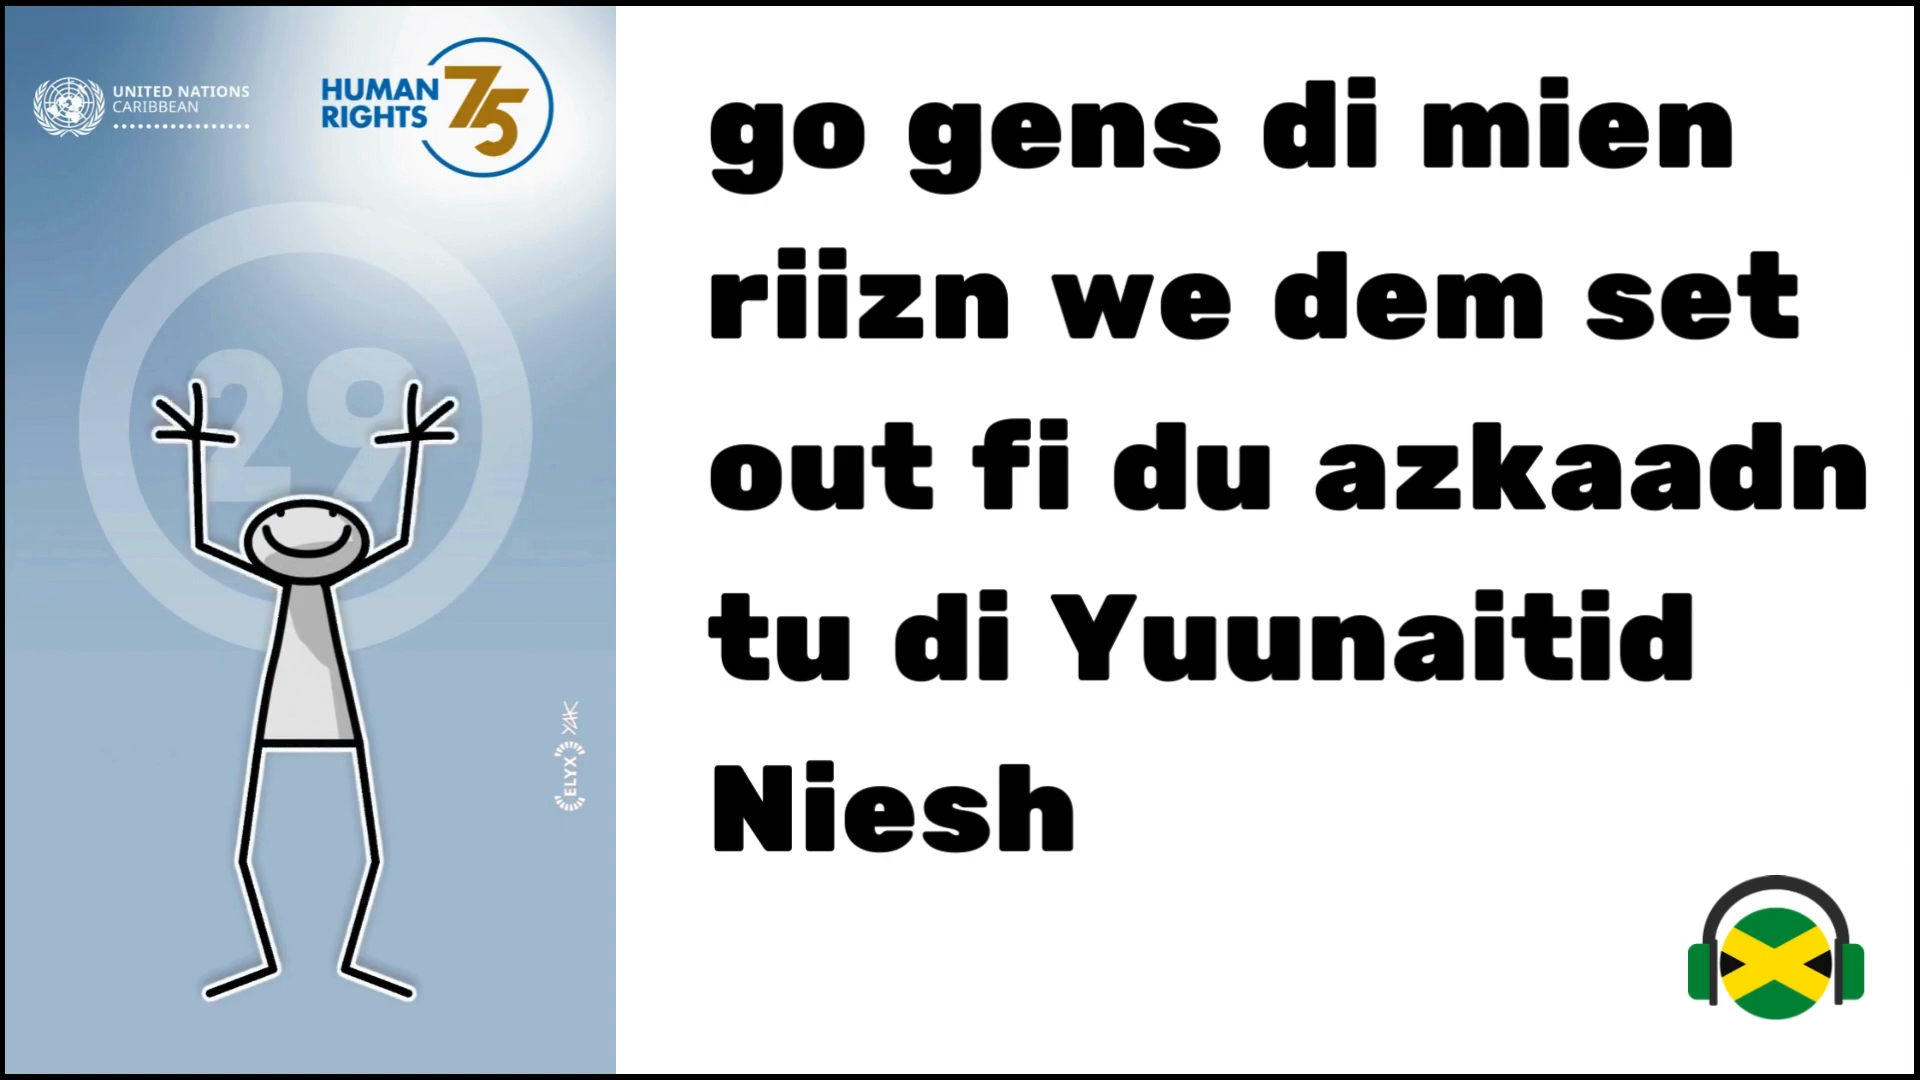 UNITED NATIONS
CARIBBEAN
HUMAN
RIGHTS
75
29
ELYX YAK
go gens di mien
riizn we dem set
out fi du azkaadn
tu di Yuunaitid
Niesh